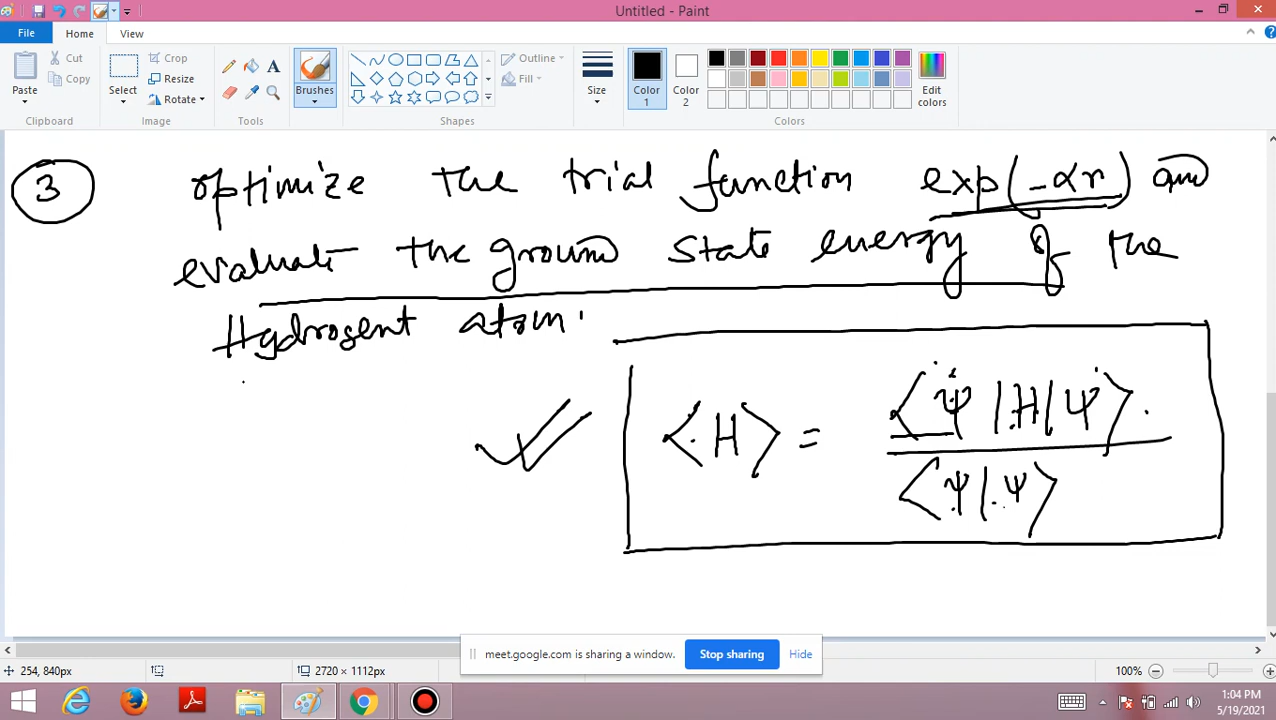 Untitled - Paint
File Home View
Cut
Copy
Paste
Clipboard
Crop
Resize
Rotate
Select
Image
A
Tools
Brushes
Outline
Fill
Shapes
Size
Color 1
Color 2
Edit colors
Colors
3 optimize the trial function exp(-αr) and
evaluate the ground state energy of the
Hydrogent atom.
<H> = <Ψ|H|Ψ>
<Ψ|Ψ>
meet.google.com is sharing a window. Stop sharing Hide
254, 840px 2720 × 1112px 100%
1:04 PM
5/19/2021